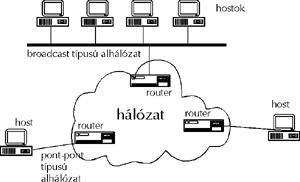 hostok
broadcast típusú alhálózat
router
hálózat
host
router
router
host
pont-pont
típusú
alhálózat